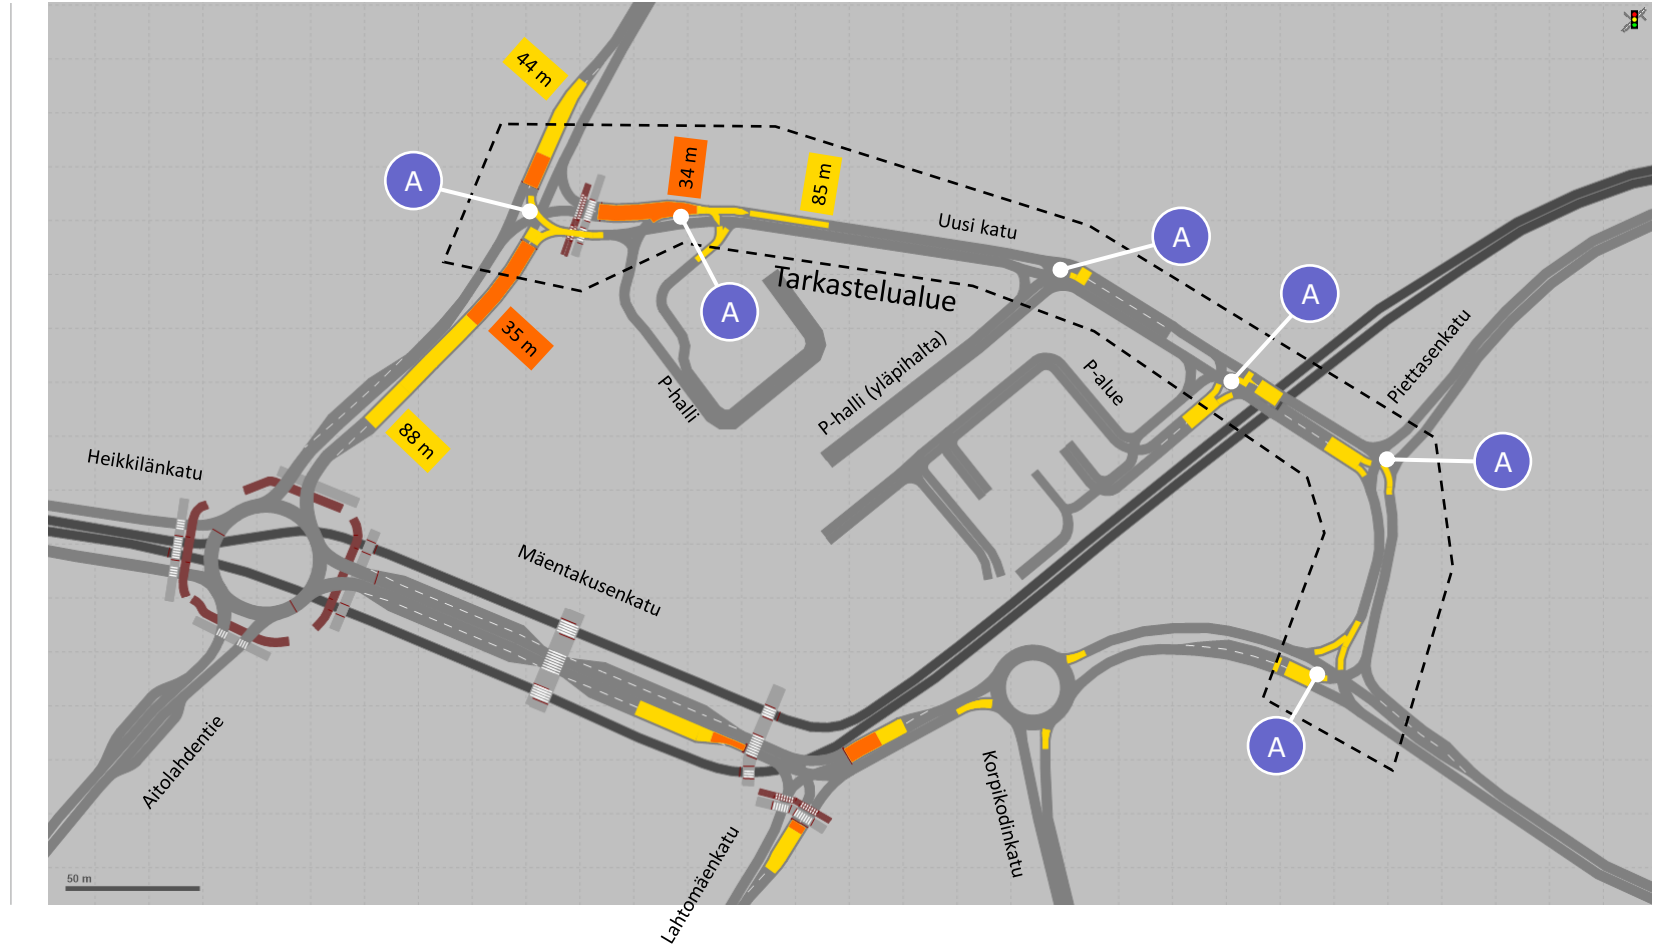 44 m
34 m
85 m
A
A
A
A
A
A
Uusi katu
Tarkastelualue
35 m
88 m
P-halli
P-halli (yläpihalta)
P-alue
Piettasenkatu
Heikkilänkatu
Mäentakusenkatu
Aitolahdentie
Lahtomäenkatu
Korpikodinkatu
50 m